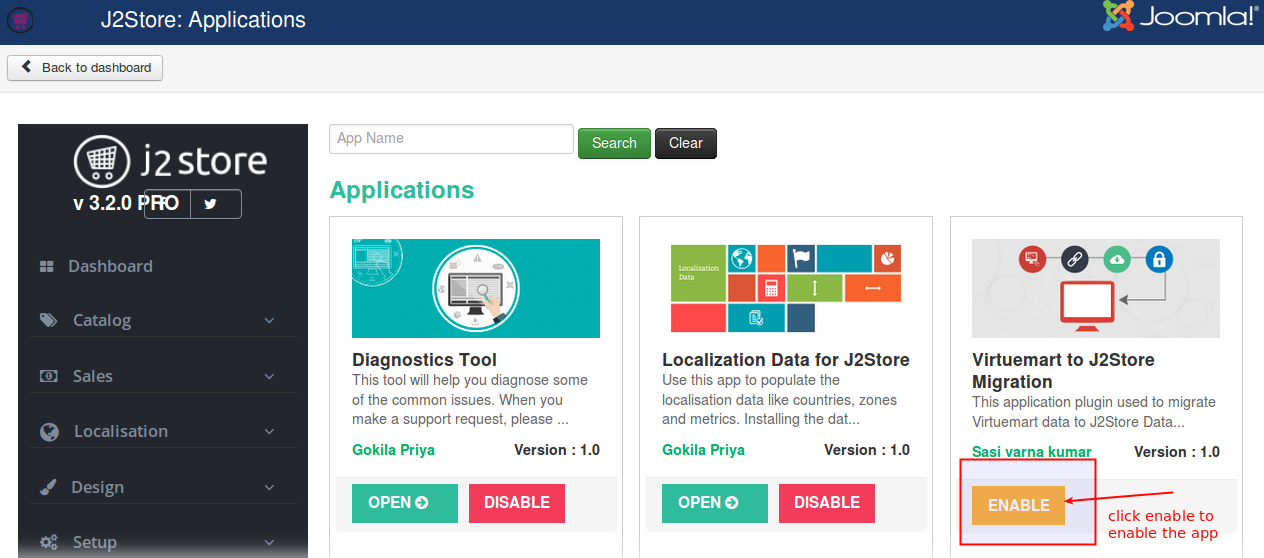 J2Store: Applications
Joomla!®
Back to dashboard
j2store
v 3.2.0 PRO
Dashboard
Catalog
Sales
Localisation
Design
Setup
App Name
Search
Clear
Applications
Diagnostics Tool
This tool will help you diagnose some
of the common issues. When you
make a support request, please ...
Gokila Priya
Version : 1.0
OPEN
DISABLE
Localization
Data
Localization Data for J2Store
Use this app to populate the
localisation data like countries, zones
and metrics. Installing the dat...
Gokila Priya
Version : 1.0
OPEN
DISABLE
Virtuemart to J2Store
Migration
This application plugin used to migrate
Virtuemart data to J2Store Data...
Sasi varna kumar
Version : 1.0
ENABLE
click enable to
enable the app